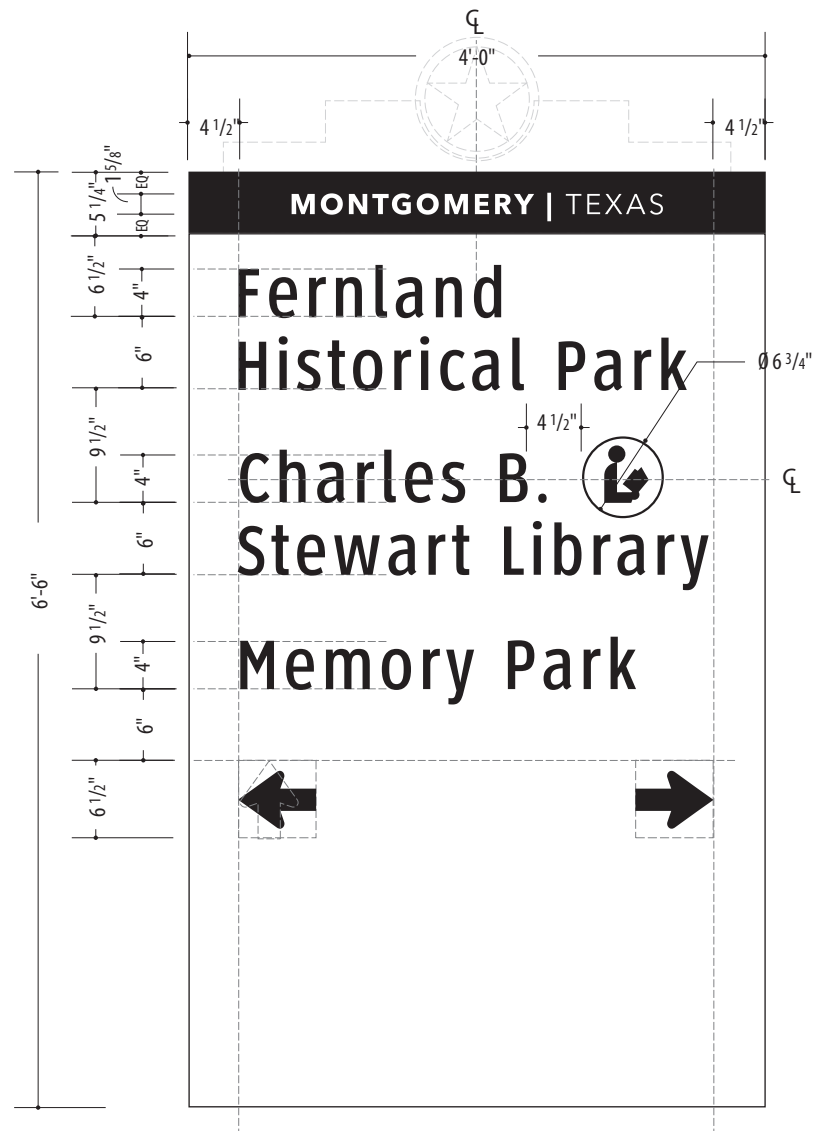 ℄
4'-0"
4 1/2"
4 1/2"
1 5/8"
EQ
5 1/4"
EQ
MONTGOMERY | TEXAS
6 1/2"
4"
Fernland
6"
Historical Park
Ø 6 3/4"
9 1/2"
4 1/2"
4"
Charles B.
℄
6"
Stewart Library
6'-6"
9 1/2"
4"
Memory Park
6"
6 1/2"